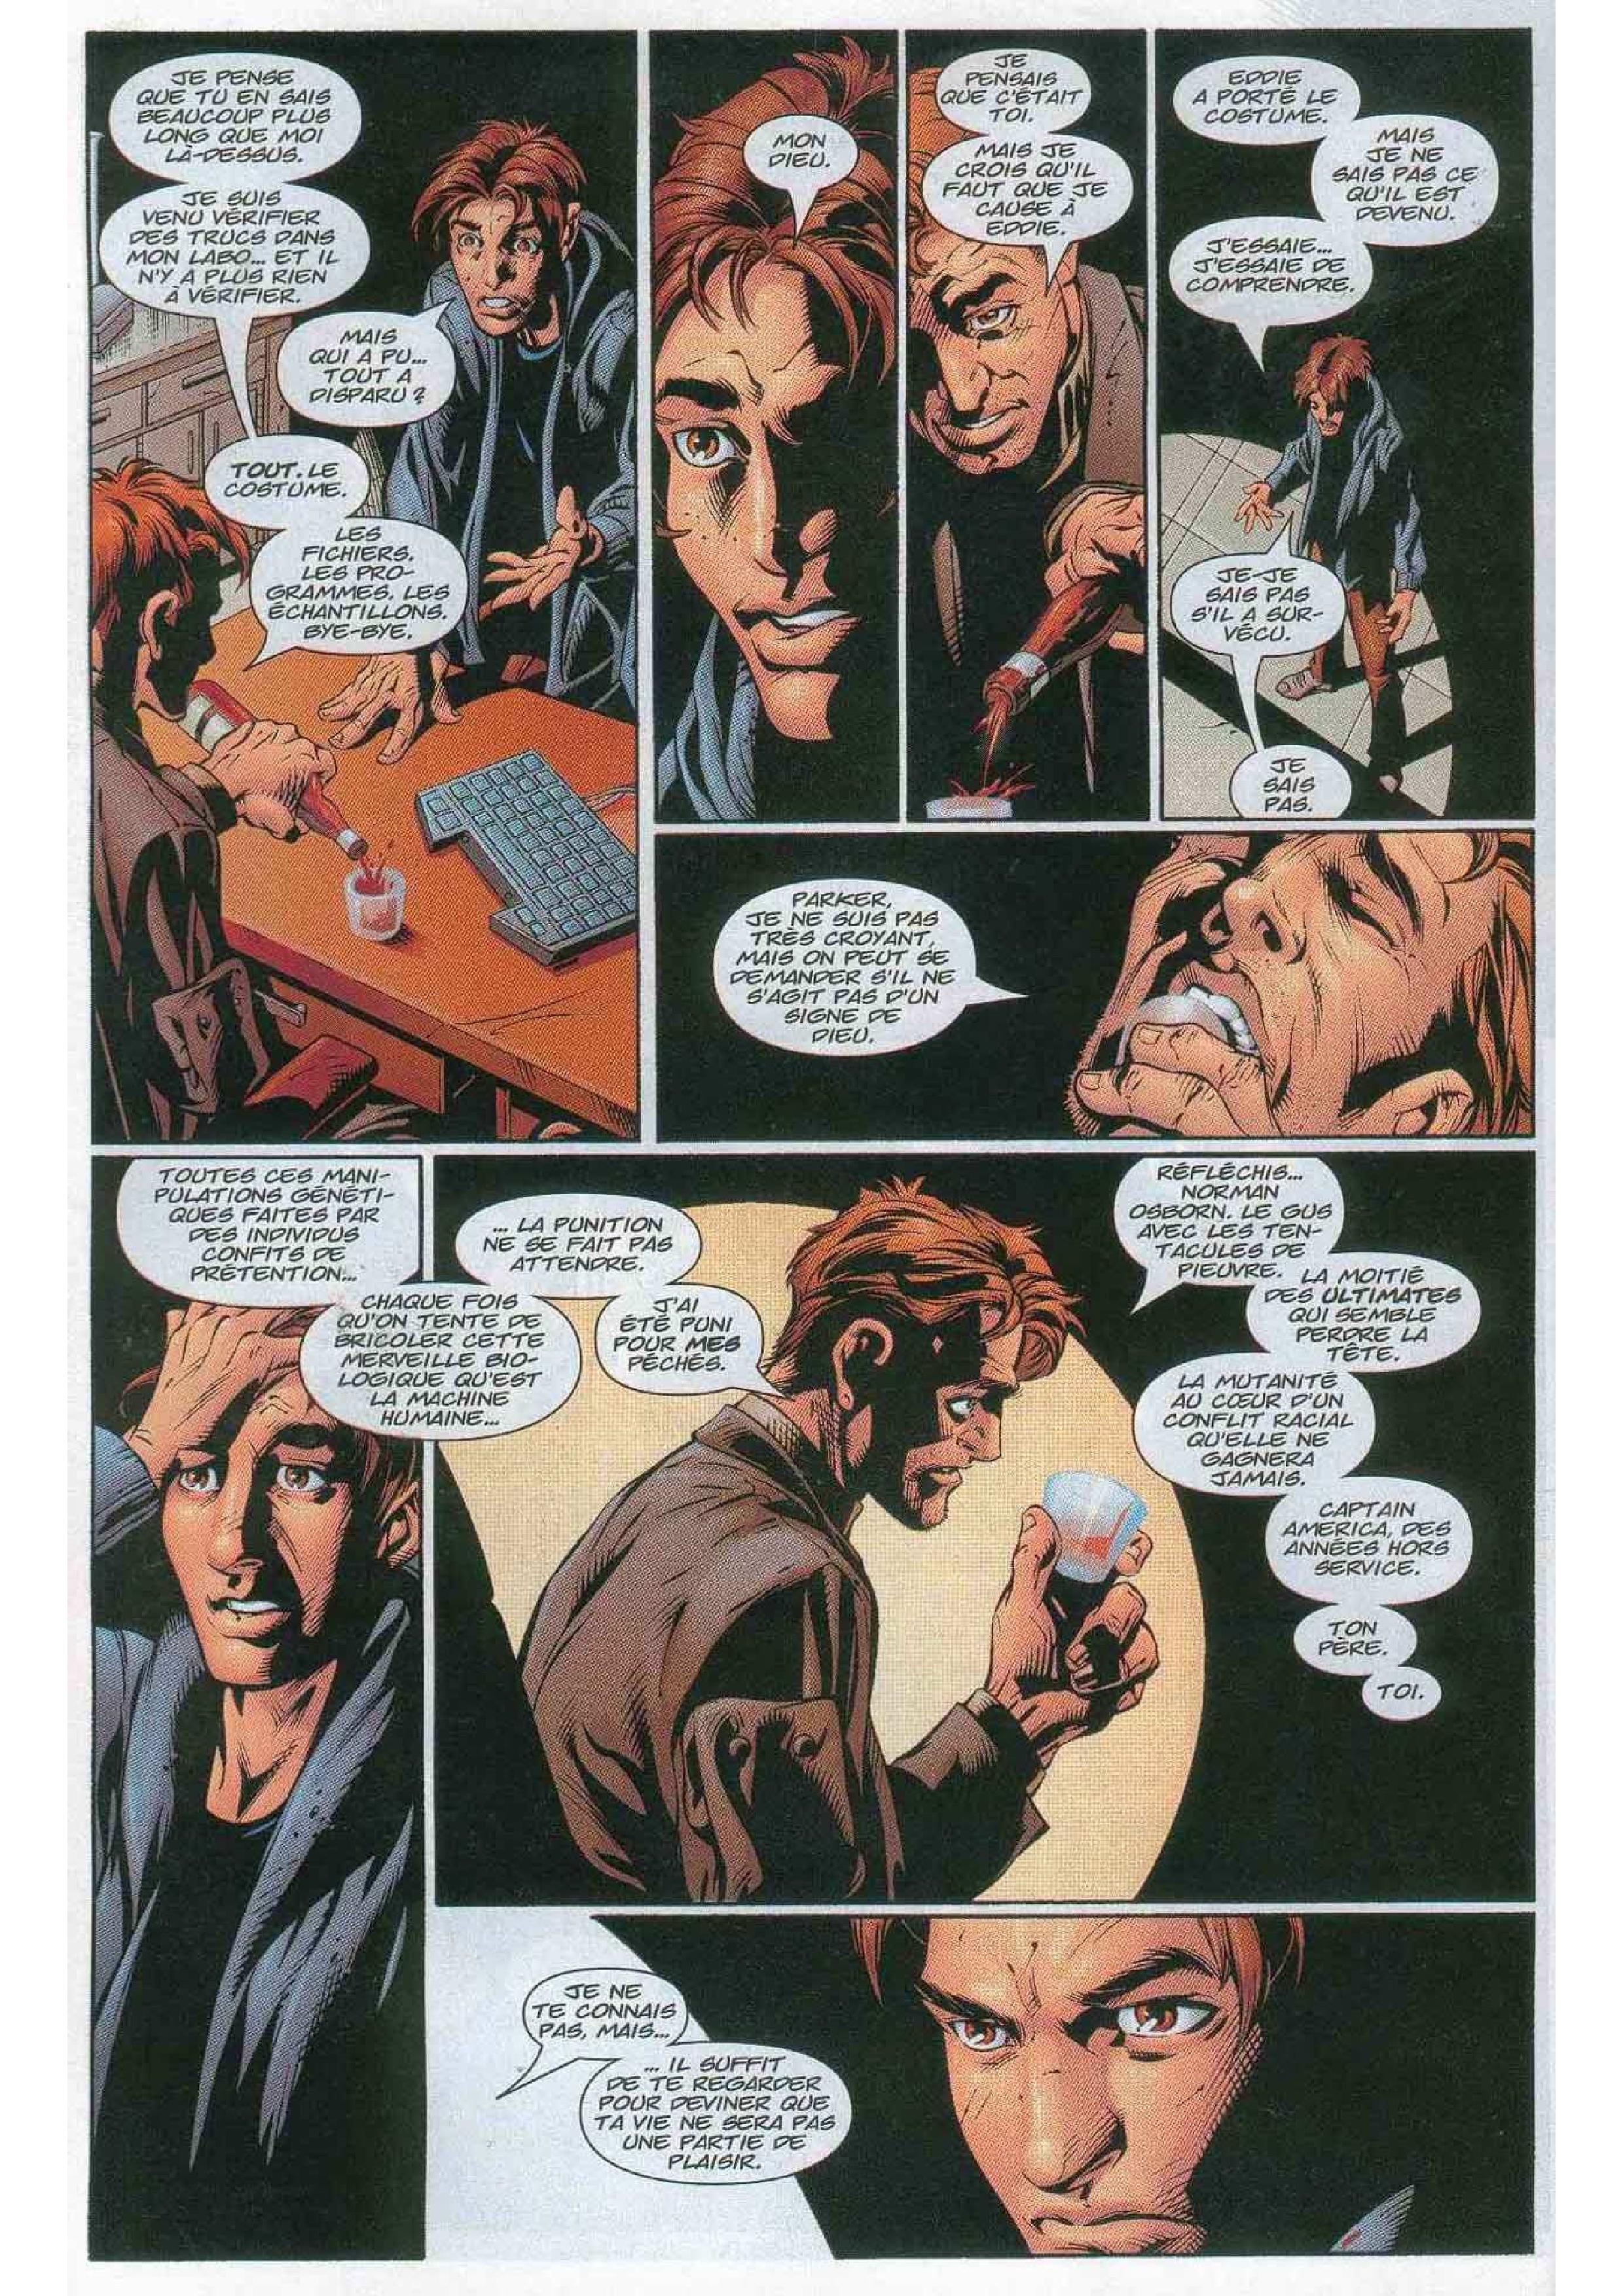 JE PENSE
QUE TU EN SAIS
BEAUCOUP PLUS
LONG QUE MOI
LÀ-DESSUS.
JE SUIS
VENU VÉRIFIER
DES TRUCS DANS
MON LABO... ET IL
N'Y A PLUS RIEN
À VÉRIFIER.
MAIS
QUI A PU...
TOUT A
DISPARU ?
TOUT. LE
COSTUME.
LES
FICHIERS.
LES PRO-
GRAMMES. LES
ÉCHANTILLONS.
BYE-BYE.
MON
DIEU.
JE
PENSAIS
QUE C'ÉTAIT
TOI.
MAIS JE
CROIS QU'IL
FAUT QUE JE
CAUSE À
EDDIE.
EDDIE
A PORTÉ LE
COSTUME.
MAIS
JE NE
SAIS PAS CE
QU'IL EST
DEVENU.
J'ESSAIE...
J'ESSAIE DE
COMPRENDRE.
JE-JE
SAIS PAS
S'IL A SUR-
VÉCU.
JE
SAIS
PAS.
PARKER,
JE NE SUIS PAS
TRÈS CROYANT,
MAIS ON PEUT SE
DEMANDER S'IL NE
S'AGIT PAS D'UN
SIGNE DE
DIEU.
TOUTES CES MANI-
PULATIONS GÉNÉTI-
QUES FAITES PAR
DES INDIVIDUS
CONFITS DE
PRÉTENTION...
CHAQUE FOIS
QU'ON TENTE DE
BRICOLER CETTE
MERVEILLE BIO-
LOGIQUE QU'EST
LA MACHINE
HUMAINE...
... LA PUNITION
NE SE FAIT PAS
ATTENDRE.
J'AI
ÉTÉ PUNI
POUR MES
PÉCHÉS.
RÉFLÉCHIS...
NORMAN
OSBORN. LE GUS
AVEC LES TEN-
TACULES DE
PIEUVRE.
LA MOITIÉ
DES ULTIMATES
QUI SEMBLE
PERDRE LA
TÊTE.
LA MUTANITÉ
AU CŒUR D'UN
CONFLIT RACIAL
QU'ELLE NE
GAGNERA
JAMAIS.
CAPTAIN
AMERICA, DES
ANNÉES HORS
SERVICE.
TON
PÈRE.
TOI.
JE NE
TE CONNAIS
PAS, MAIS...
... IL SUFFIT
DE TE REGARDER
POUR DEVINER QUE
TA VIE NE SERA PAS
UNE PARTIE DE
PLAISIR.